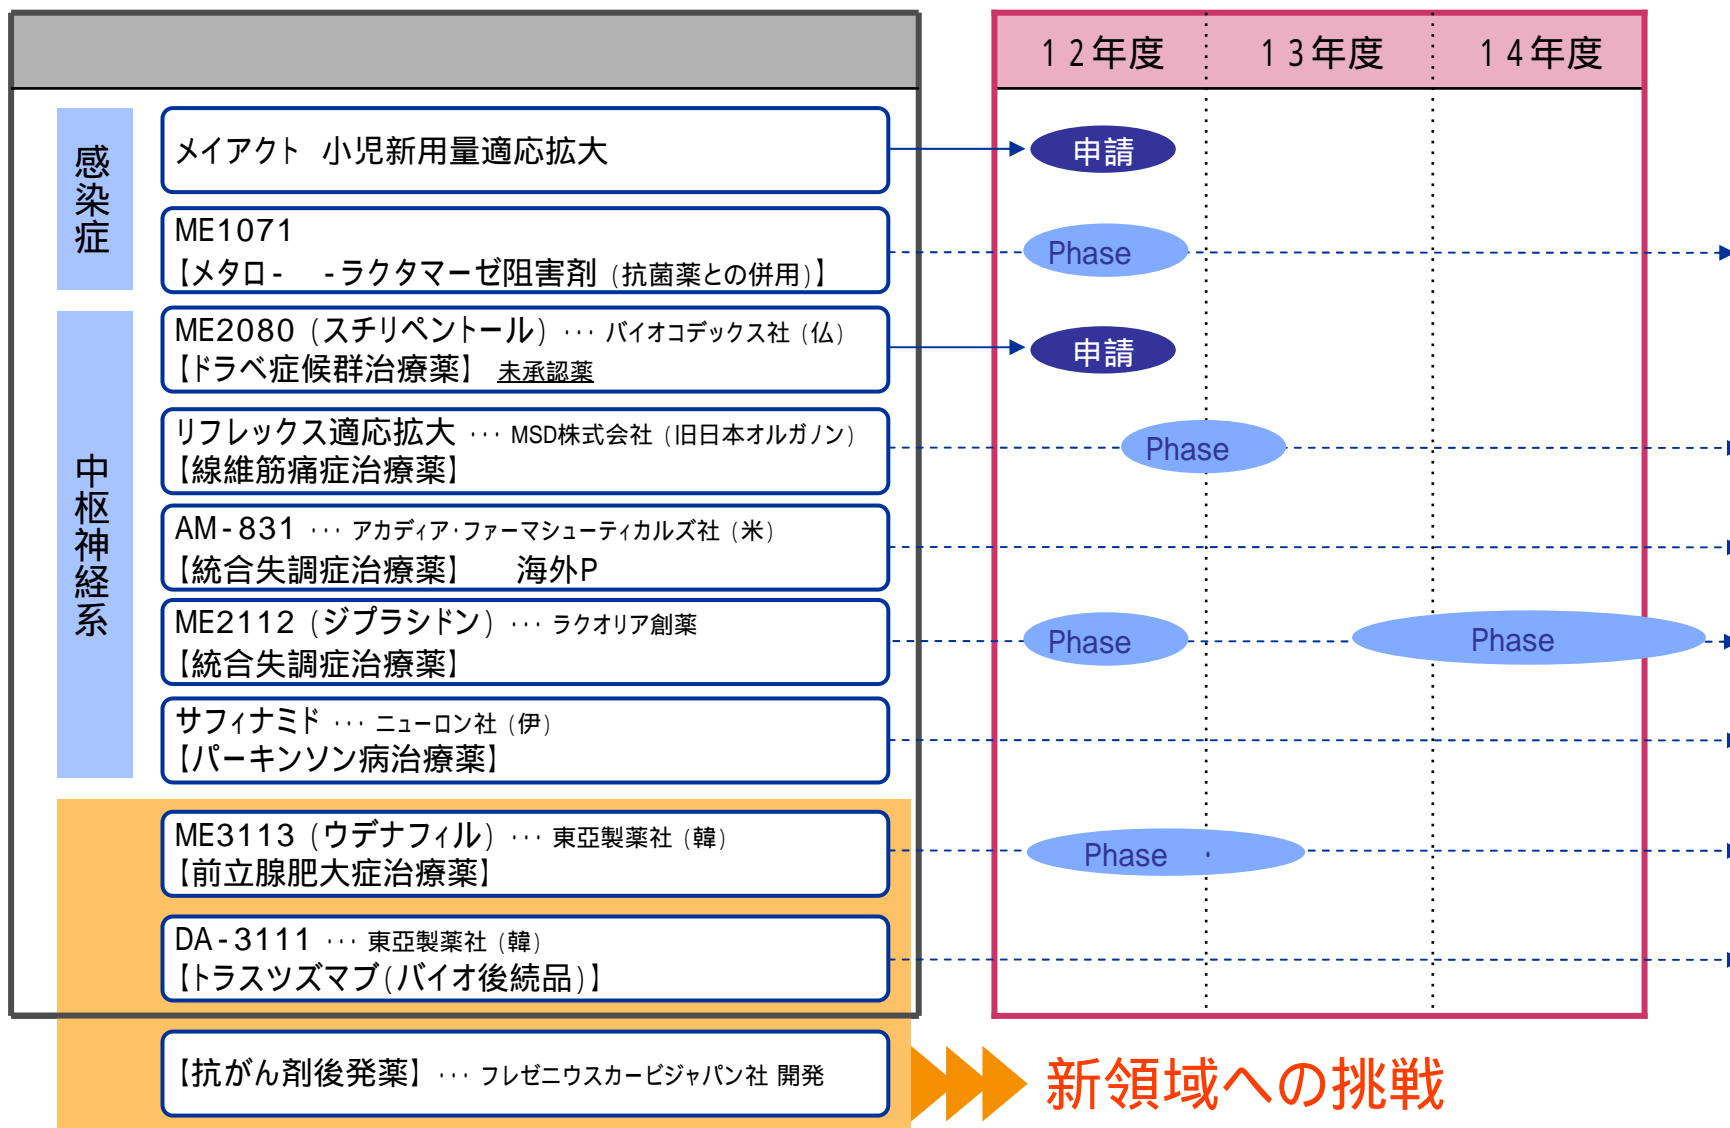 12年度 13年度 14年度
感染症
メイアクト 小児新用量適応拡大
申請
ME1071
【メタロ- -ラクタマーゼ阻害剤(抗菌薬との併用)】
Phase
中枢神経系
ME2080(スチリペントール)… バイオコデックス社(仏)
【ドラベ症候群治療薬】 未承認薬
申請
リフレックス適応拡大 … MSD株式会社(旧日本オルガノン)
【線維筋痛症治療薬】
Phase
AM-831 … アカディア・ファーマシューティカルズ社(米)
【統合失調症治療薬】 海外P
ME2112(ジプラシドン)… ラクオリア創薬
【統合失調症治療薬】
Phase Phase
サフィナミド … ニューロン社(伊)
【パーキンソン病治療薬】
ME3113(ウデナフィル)… 東亞製薬社(韓)
【前立腺肥大症治療薬】
Phase ・
DA-3111 … 東亞製薬社(韓)
【トラスツズマブ(バイオ後続品)】
【抗がん剤後発薬】… フレゼニウスカービジャパン社 開発
新領域への挑戦